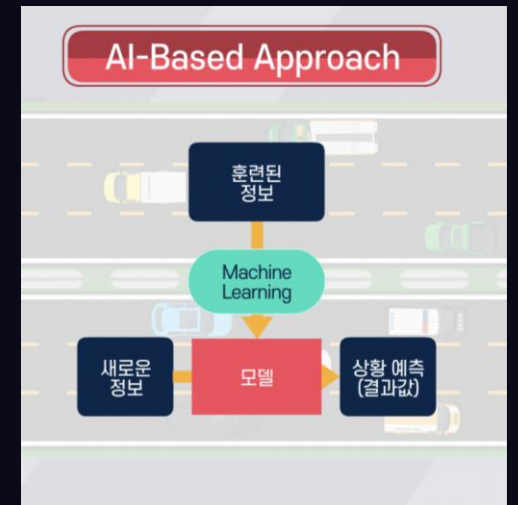 AI-Based Approach
훈련된
정보
Machine
Learning
새로운
정보
모델
상황 예측
(결과값)